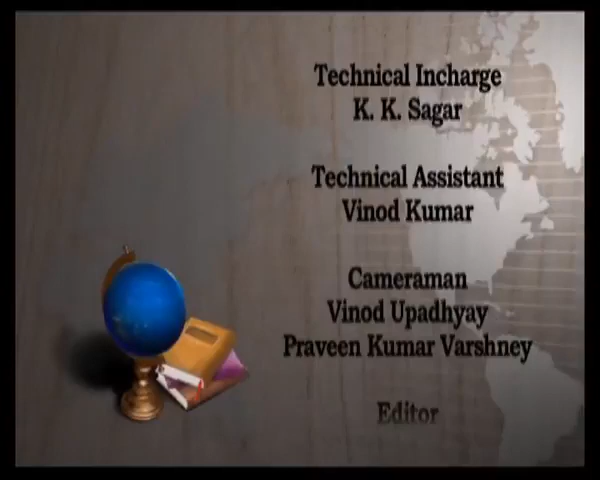 Technical Incharge
K. K. Sagar
Technical Assistant
Vinod Kumar
Cameraman
Vinod Upadhyay
Praveen Kumar Varshney
Editor